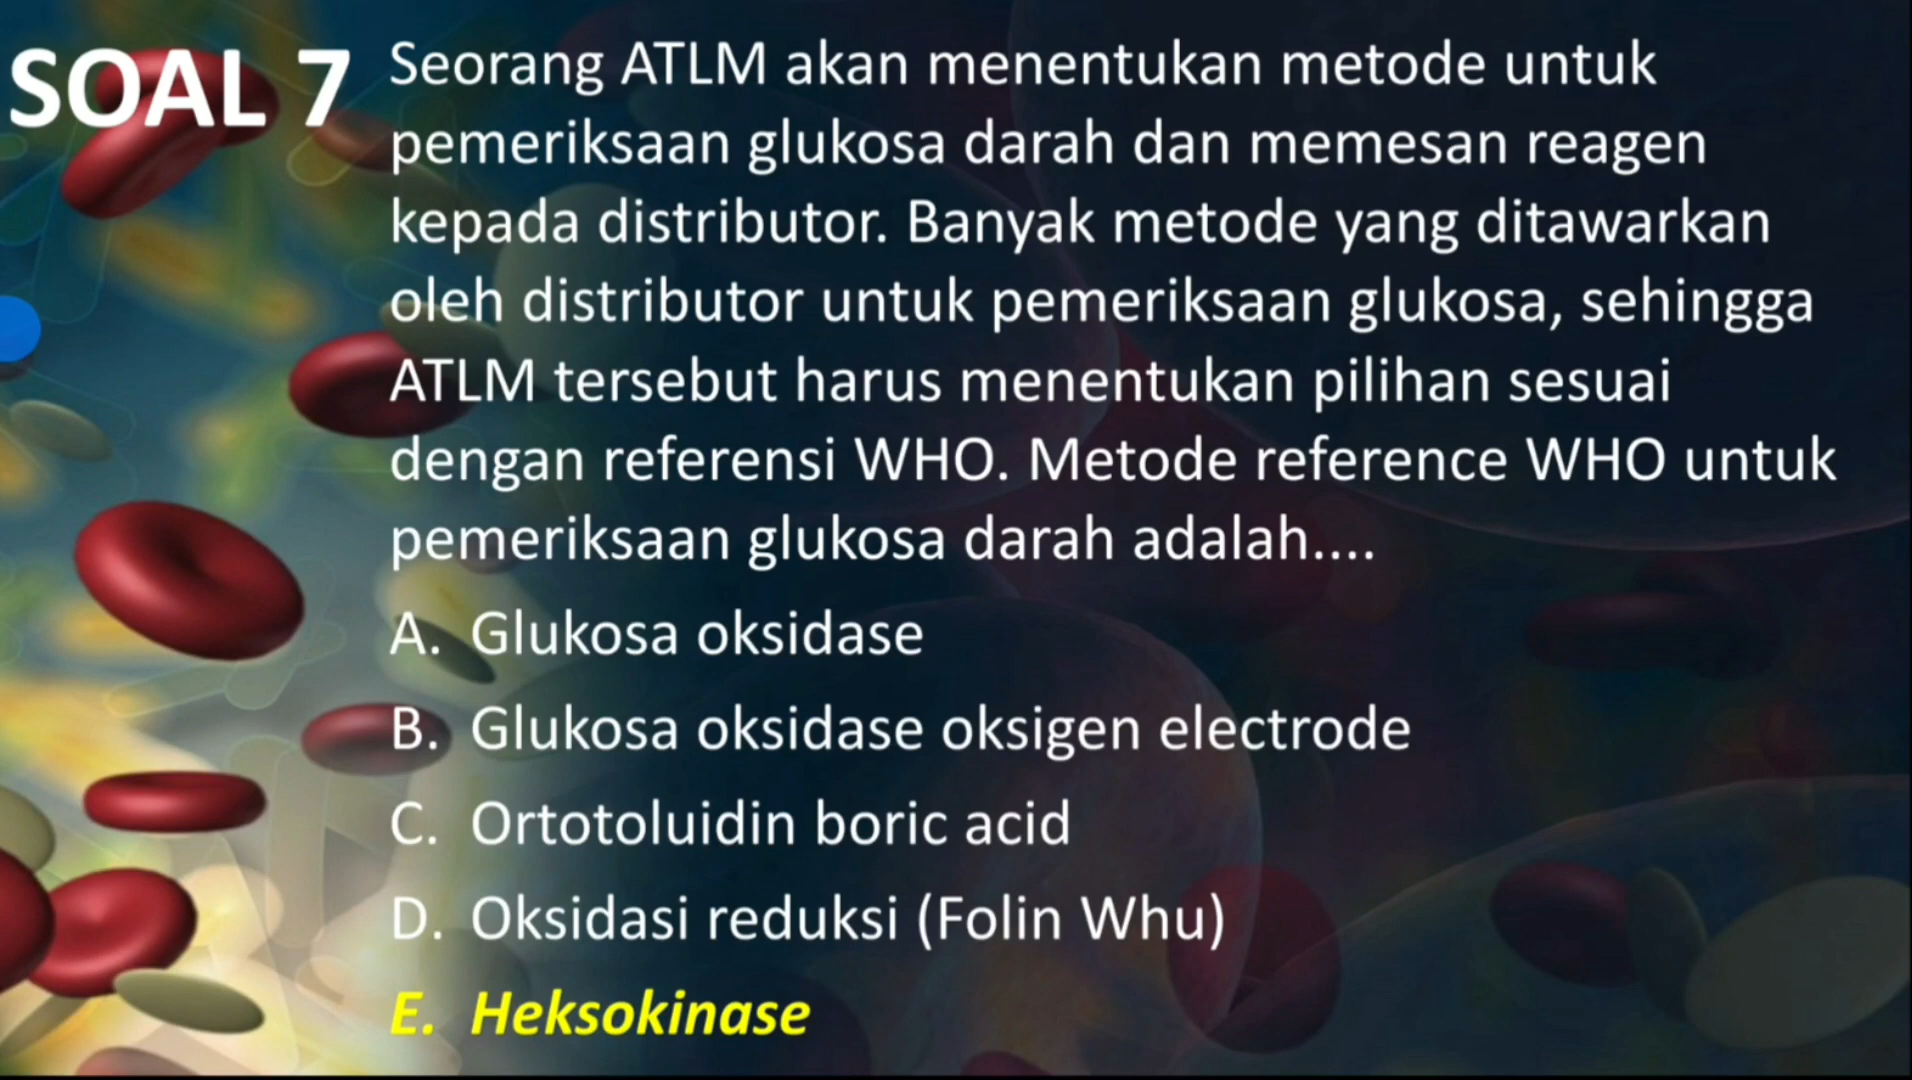 SOAL 7
Seorang ATLM akan menentukan metode untuk
pemeriksaan glukosa darah dan memesan reagen
kepada distributor. Banyak metode yang ditawarkan
oleh distributor untuk pemeriksaan glukosa, sehingga
ATLM tersebut harus menentukan pilihan sesuai
dengan referensi WHO. Metode reference WHO untuk
pemeriksaan glukosa darah adalah....
A. Glukosa oksidase
B. Glukosa oksidase oksigen electrode
C. Ortotoluidin boric acid
D. Oksidasi reduksi (Folin Whu)
E. Heksokinase